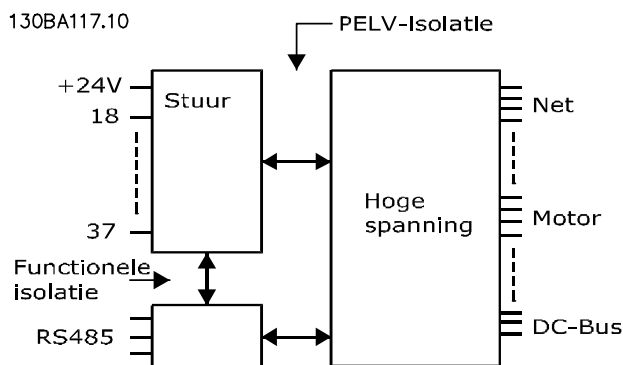 130BA117.10
PELV-Isolatie
+24V
Stuur
18
Net
Hoge
spanning
Motor
37
Functionele
isolatie
RS485
DC-Bus